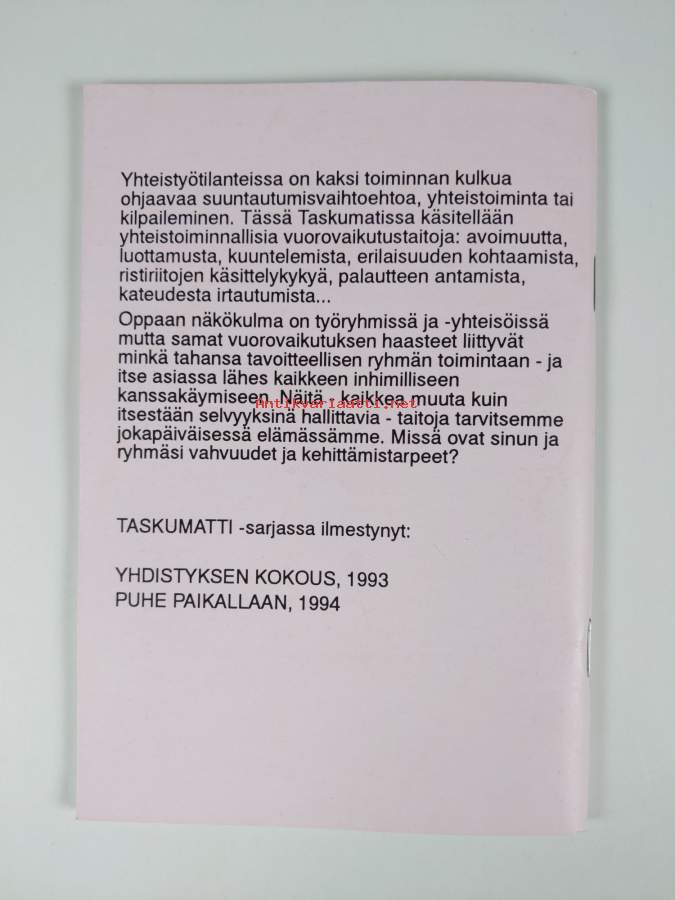 Yhteistyötilanteissa on kaksi toiminnan kulkua
ohjaavaa suuntautumisvaihtoehtoa, yhteistoiminta tai
kilpaileminen. Tässä Taskumatissa käsitellään
yhteistoiminnallisia vuorovaikutustaitoja: avoimuutta,
luottamusta, kuuntelemista, erilaisuuden kohtaamista,
ristiriitojen käsittelykykyä, palautteen antamista,
kateudesta irtautumista...
Oppaan näkökulma on työryhmissä ja -yhteisöissä
mutta samat vuorovaikutuksen haasteet liittyvät
minkä tahansa tavoitteellisen ryhmän toimintaan - ja
itse asiassa lähes kaikkeen inhimilliseen
kanssakäymiseen. Näitä - kaikkea muuta kuin
Antikvariaatti.net
itsestään selvyyksinä hallittavia - taitoja tarvitsemme
jokapäiväisessä elämässämme. Missä ovat sinun ja
ryhmäsi vahvuudet ja kehittämistarpeet?
TASKUMATTI -sarjassa ilmestynyt:
YHDISTYKSEN KOKOUS, 1993
PUHE PAIKALLAAN, 1994